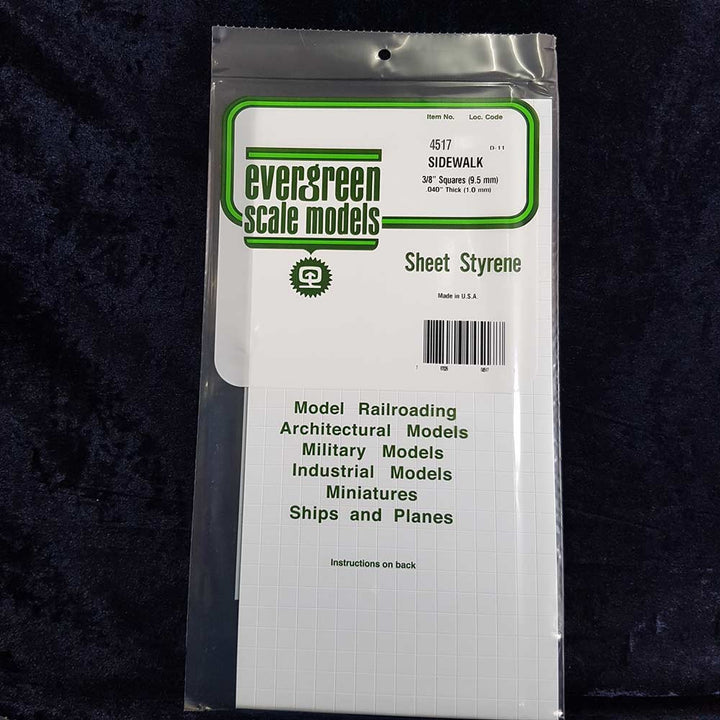 Item No. Loc. Code
4517 D-11
SIDEWALK
3/8" Squares (9.5 mm)
.040" Thick (1.0 mm)
evergreen
scale models
Sheet Styrene
Made in U.S.A
Model Railroading
Architectural Models
Military Models
Industrial Models
Miniatures
Ships and Planes
Instructions on back